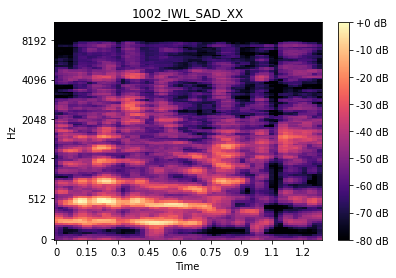 1002_IWL_SAD_XX
+0 dB
8192
-10 dB
4096
-20 dB
-30 dB
2048
Hz
-40 dB
1024
-50 dB
512
-60 dB
-70 dB
0
-80 dB
0 0.15 0.3 0.45 0.6 0.75 0.9 1.1 1.2
Time